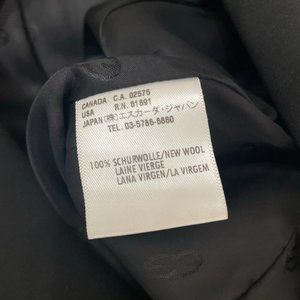 CANADA C.A. 02575
USA R.N. 81691
JAPAN (株)エスカーダ・ジャパン
TEL. 03-5786-6660
100% SCHURWOLLE/NEW WOOL
LAINE VIERGE
LANA VIRGEN/LA VIRGEM